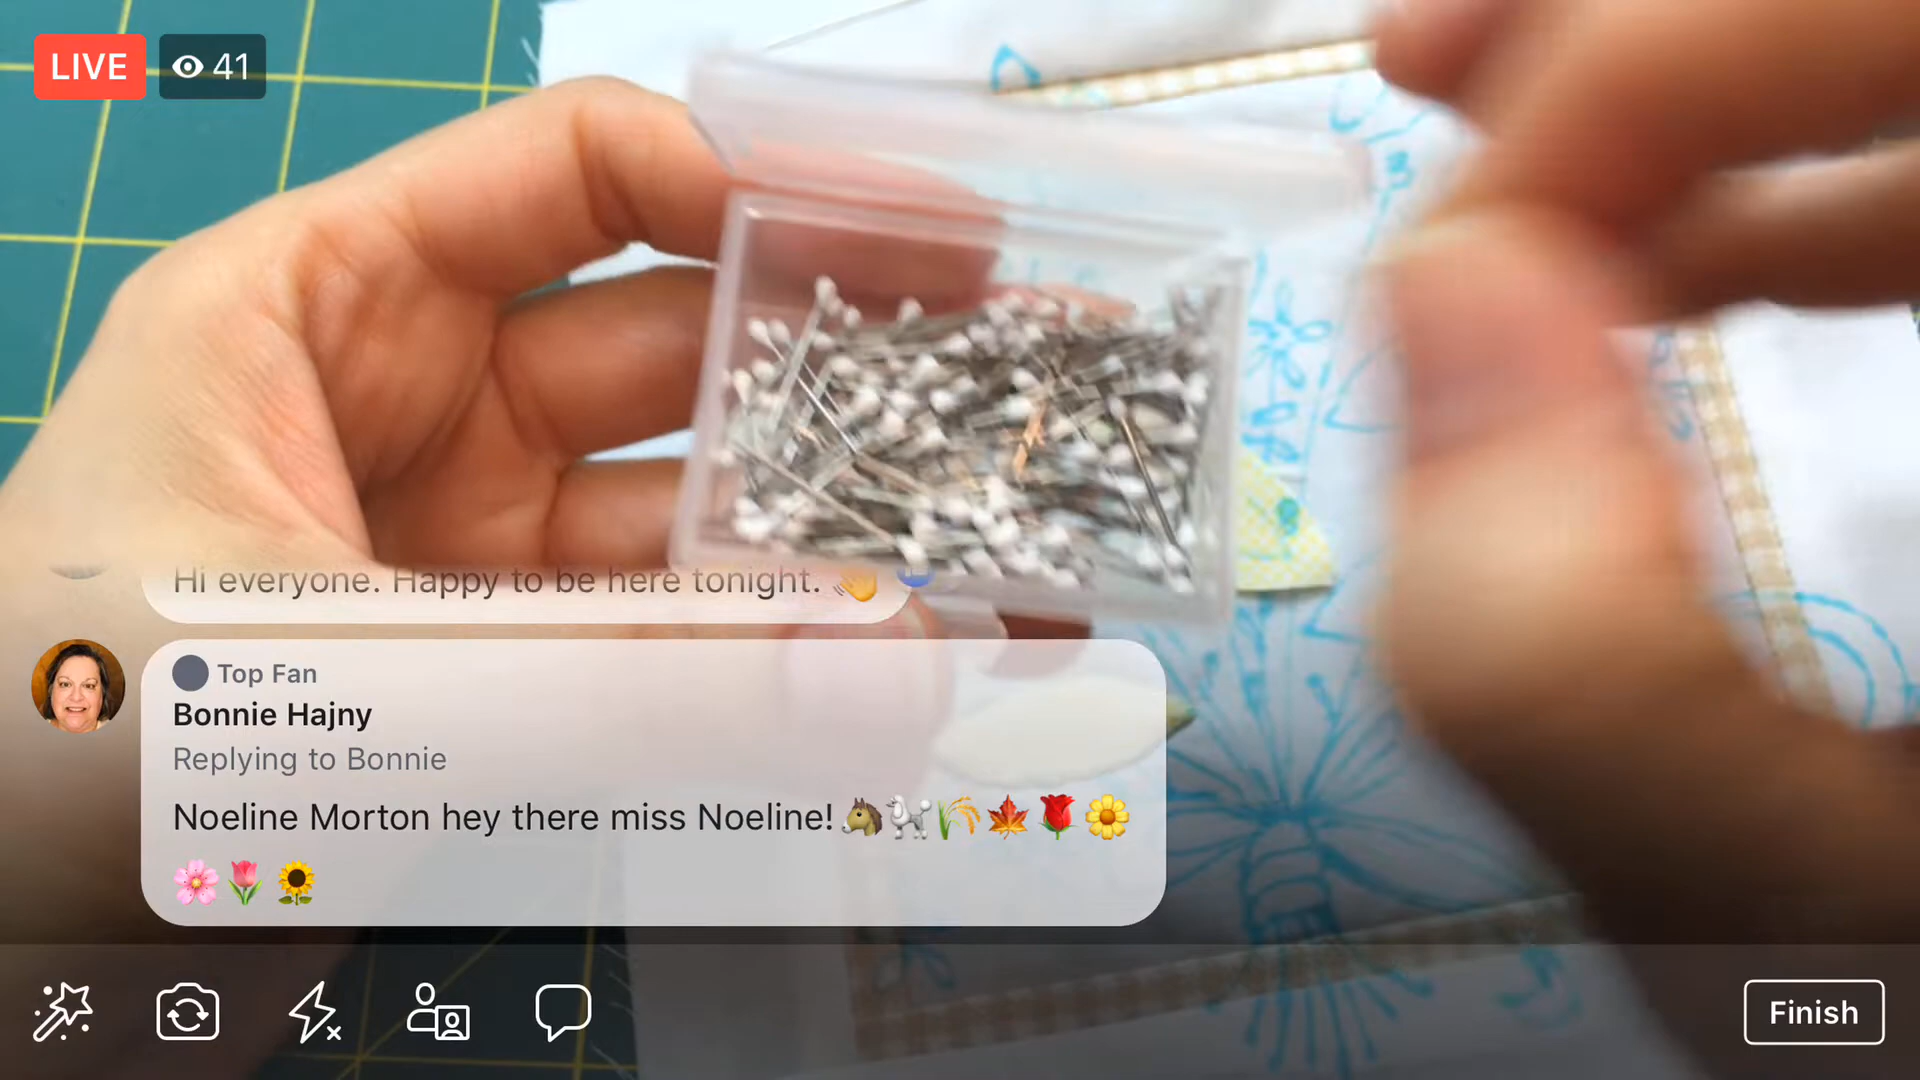 LIVE
41
Hi everyone. Happy to be here tonight. 👋
Top Fan
Bonnie Hajny
Replying to Bonnie
Noeline Morton hey there miss Noeline! 🐴🐩🌾🍁🌹🌼
🌸🌷🌻
Finish